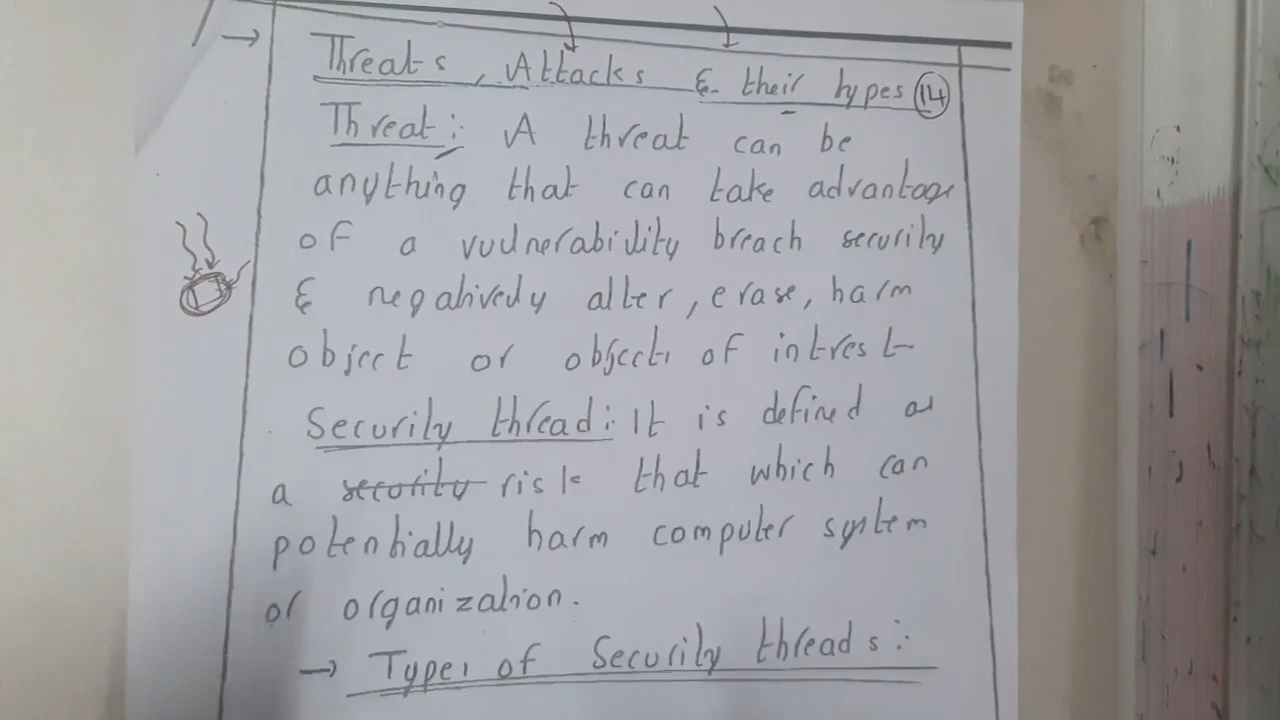 → Threats, Attacks & their types 14
Threat: A threat can be
anything that can take advantage
of a vulnerability breach security
& negatively alter, erase, harm
object or objects of intrest
Security thread: It is defined as
a security risk that which can
potentially harm computer system
or organization.
→ Types of Security threads: